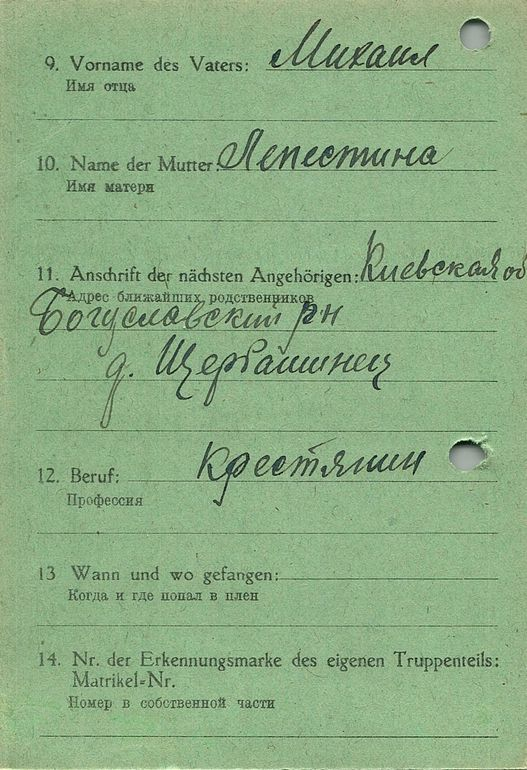 9. Vorname des Vaters: Михаил
Имя отца
10. Name der Mutter: Лепестина
Имя матери
11. Anschrift der nächsten Angehörigen: Киевская об
Адрес ближайших родственников
Богуславский рн
д. Щербашинец
12. Beruf: крестянин
Профессия
13 Wann und wo gefangen:
Когда и где попал в плен
14. Nr. der Erkennungsmarke des eigenen Truppenteils:
Matrikel-Nr.
Номер в собственной части